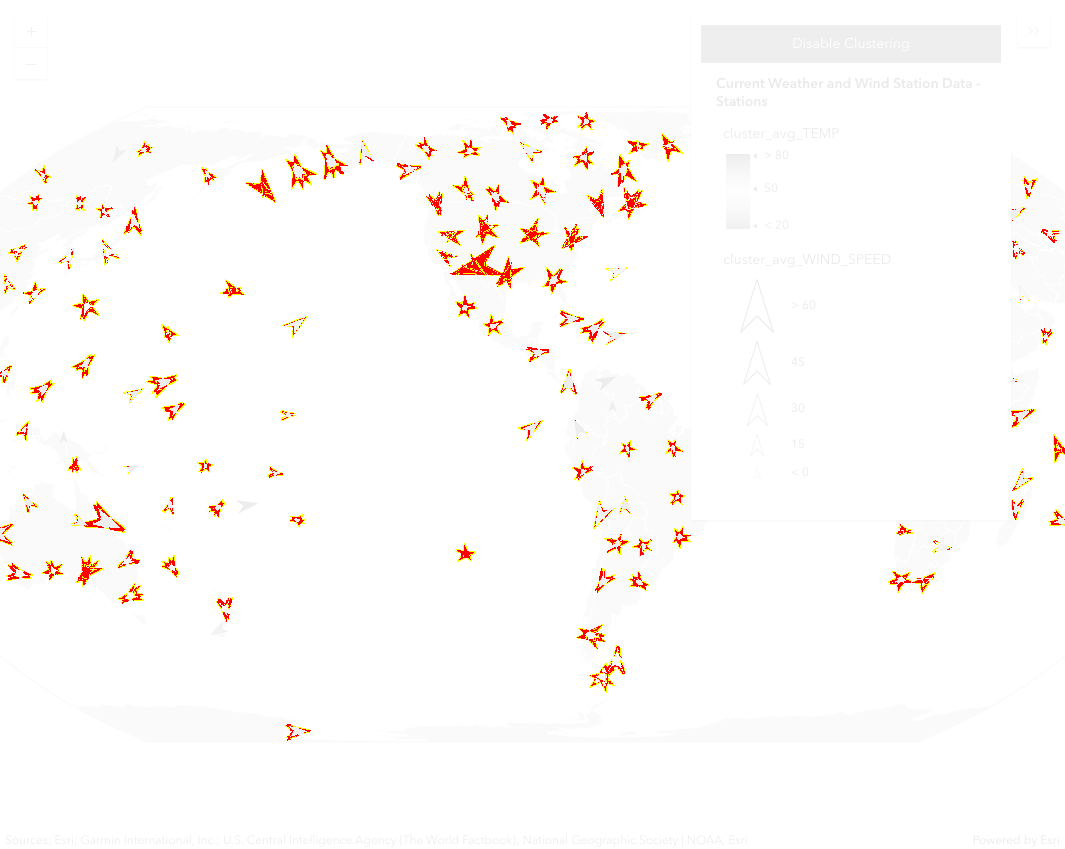 +
−
Disable Clustering
Current Weather and Wind Station Data -
Stations
cluster_avg_TEMP
> 80
50
< 20
cluster_avg_WIND_SPEED
> 60
45
30
15
< 0
Sources: Esri; Garmin International, Inc.; U.S. Central Intelligence Agency (The World Factbook); National Geographic Society | NOAA, Esri
Powered by Esri